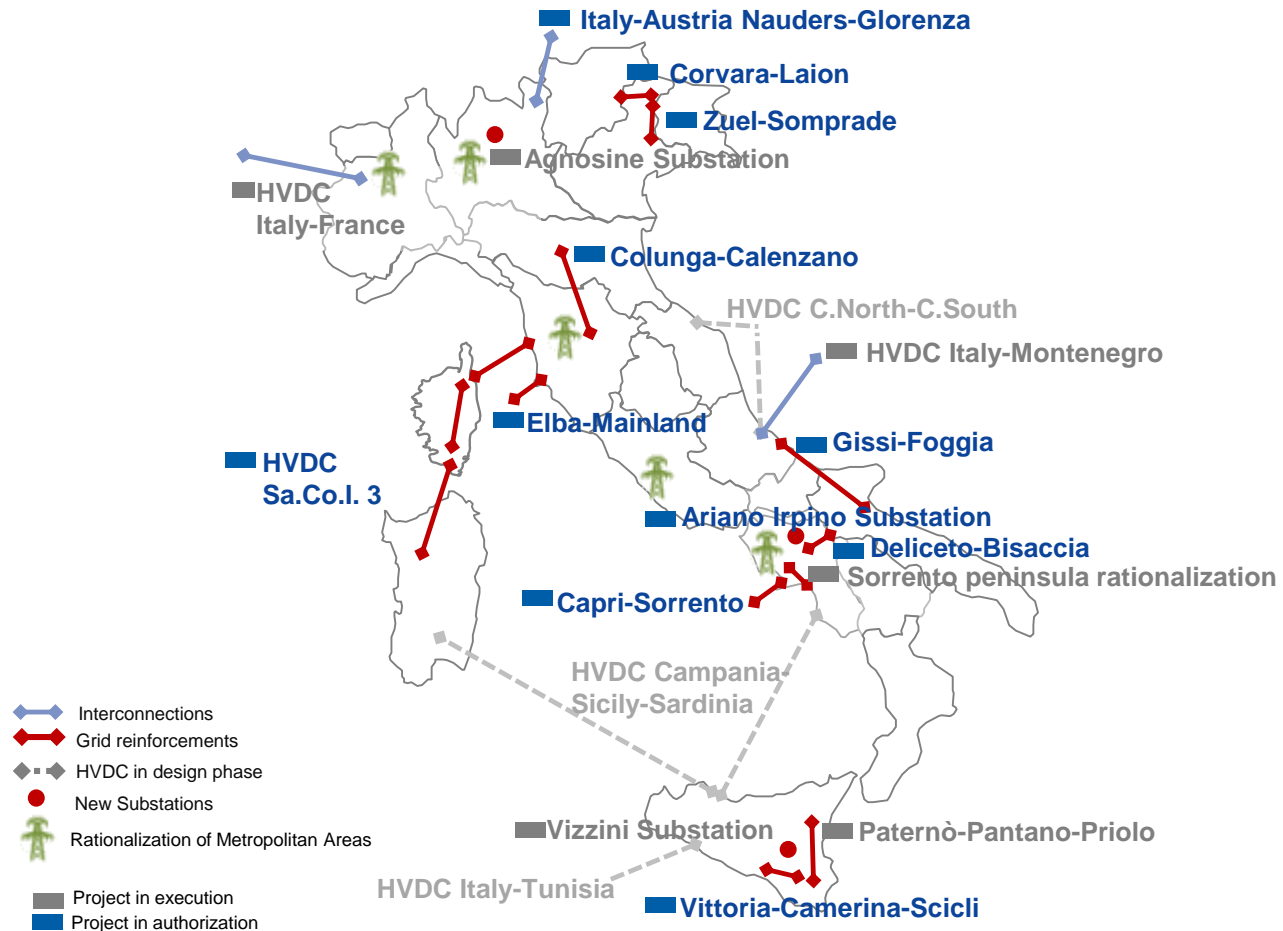 Italy-Austria Nauders-Glorenza
Corvara-Laion
Zuel-Somprade
Agnosine Substation
HVDC
Italy-France
Colunga-Calenzano
HVDC C.North-C.South
HVDC Italy-Montenegro
Elba-Mainland
Gissi-Foggia
HVDC
Sa.Co.I. 3
Ariano Irpino Substation
Deliceto-Bisaccia
Sorrento peninsula rationalization
Capri-Sorrento
HVDC Campania-
Sicily-Sardinia
Interconnections
Grid reinforcements
HVDC in design phase
New Substations
Rationalization of Metropolitan Areas
Vizzini Substation
Paternò-Pantano-Priolo
HVDC Italy-Tunisia
Vittoria-Camerina-Scicli
Project in execution
Project in authorization